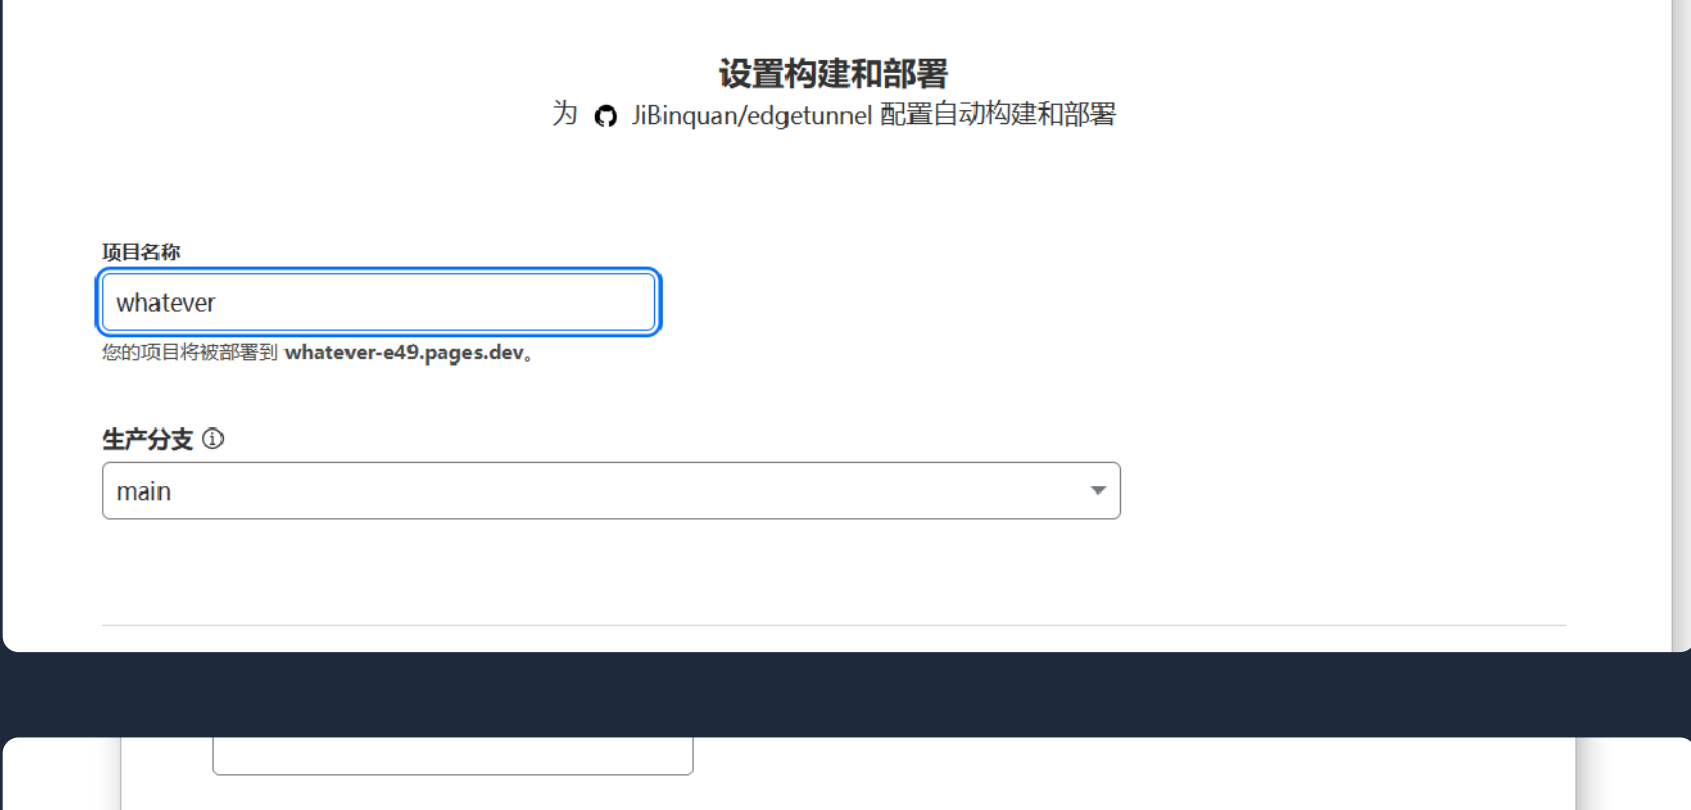 设置构建和部署
为 JiBinquan/edgetunnel 配置自动构建和部署
项目名称
whatever
您的项目将被部署到 whatever-e49.pages.dev。
生产分支
main